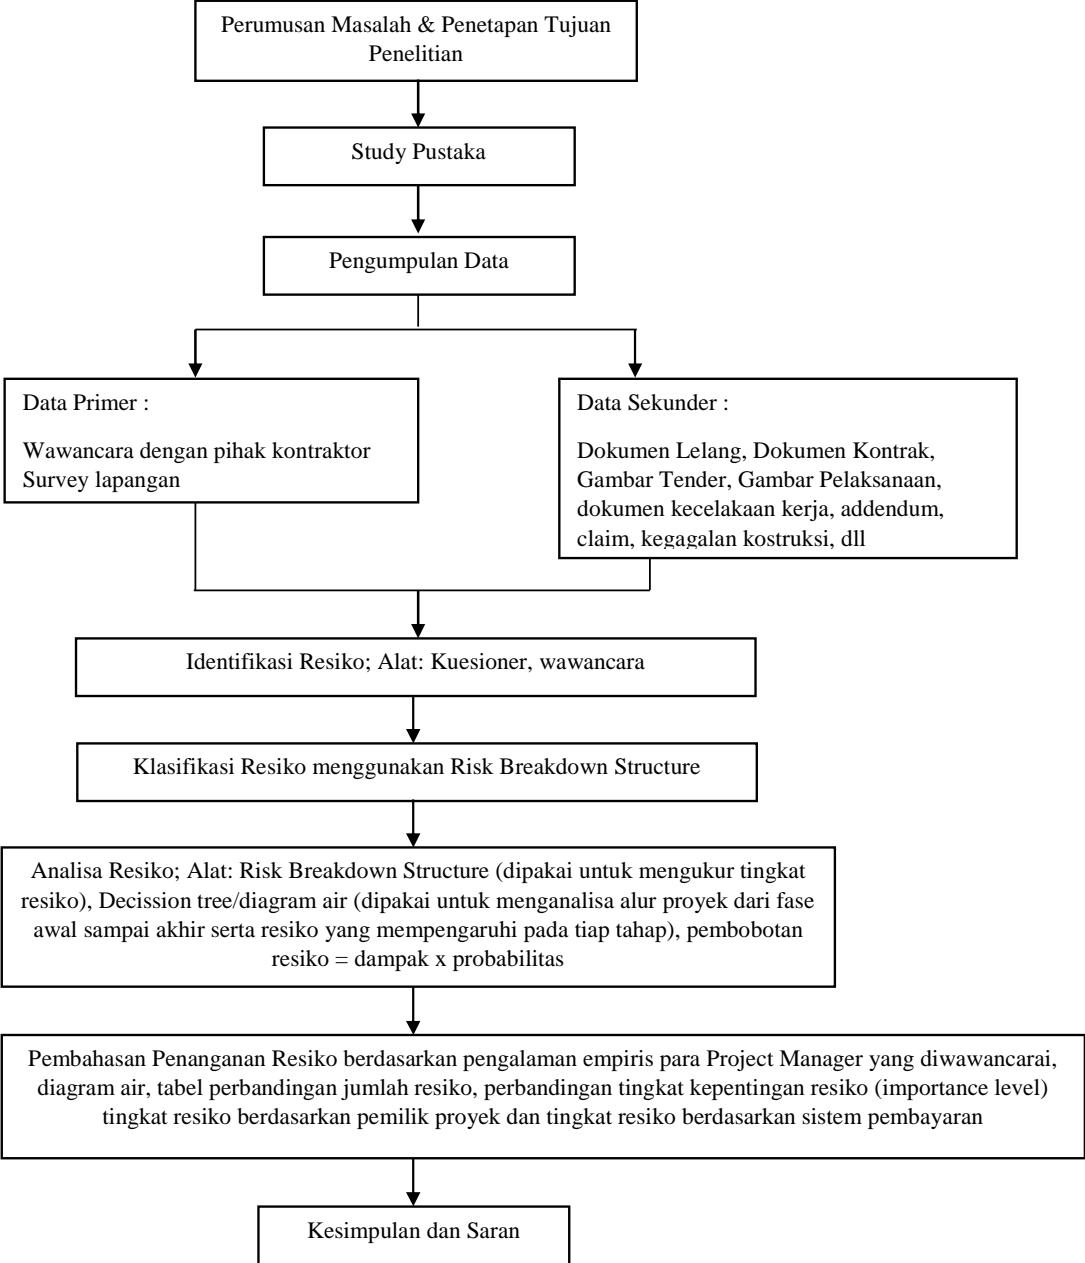 Perumusan Masalah & Penetapan Tujuan
Penelitian
Study Pustaka
Pengumpulan Data
Data Primer :
Wawancara dengan pihak kontraktor
Survey lapangan
Data Sekunder :
Dokumen Lelang, Dokumen Kontrak,
Gambar Tender, Gambar Pelaksanaan,
dokumen kecelakaan kerja, addendum,
claim, kegagalan kostruksi, dll
Identifikasi Resiko; Alat: Kuesioner, wawancara
Klasifikasi Resiko menggunakan Risk Breakdown Structure
Analisa Resiko; Alat: Risk Breakdown Structure (dipakai untuk mengukur tingkat
resiko), Decission tree/diagram air (dipakai untuk menganalisa alur proyek dari fase
awal sampai akhir serta resiko yang mempengaruhi pada tiap tahap), pembobotan
resiko = dampak x probabilitas
Pembahasan Penanganan Resiko berdasarkan pengalaman empiris para Project Manager yang diwawancarai,
diagram air, tabel perbandingan jumlah resiko, perbandingan tingkat kepentingan resiko (importance level)
tingkat resiko berdasarkan pemilik proyek dan tingkat resiko berdasarkan sistem pembayaran
Kesimpulan dan Saran